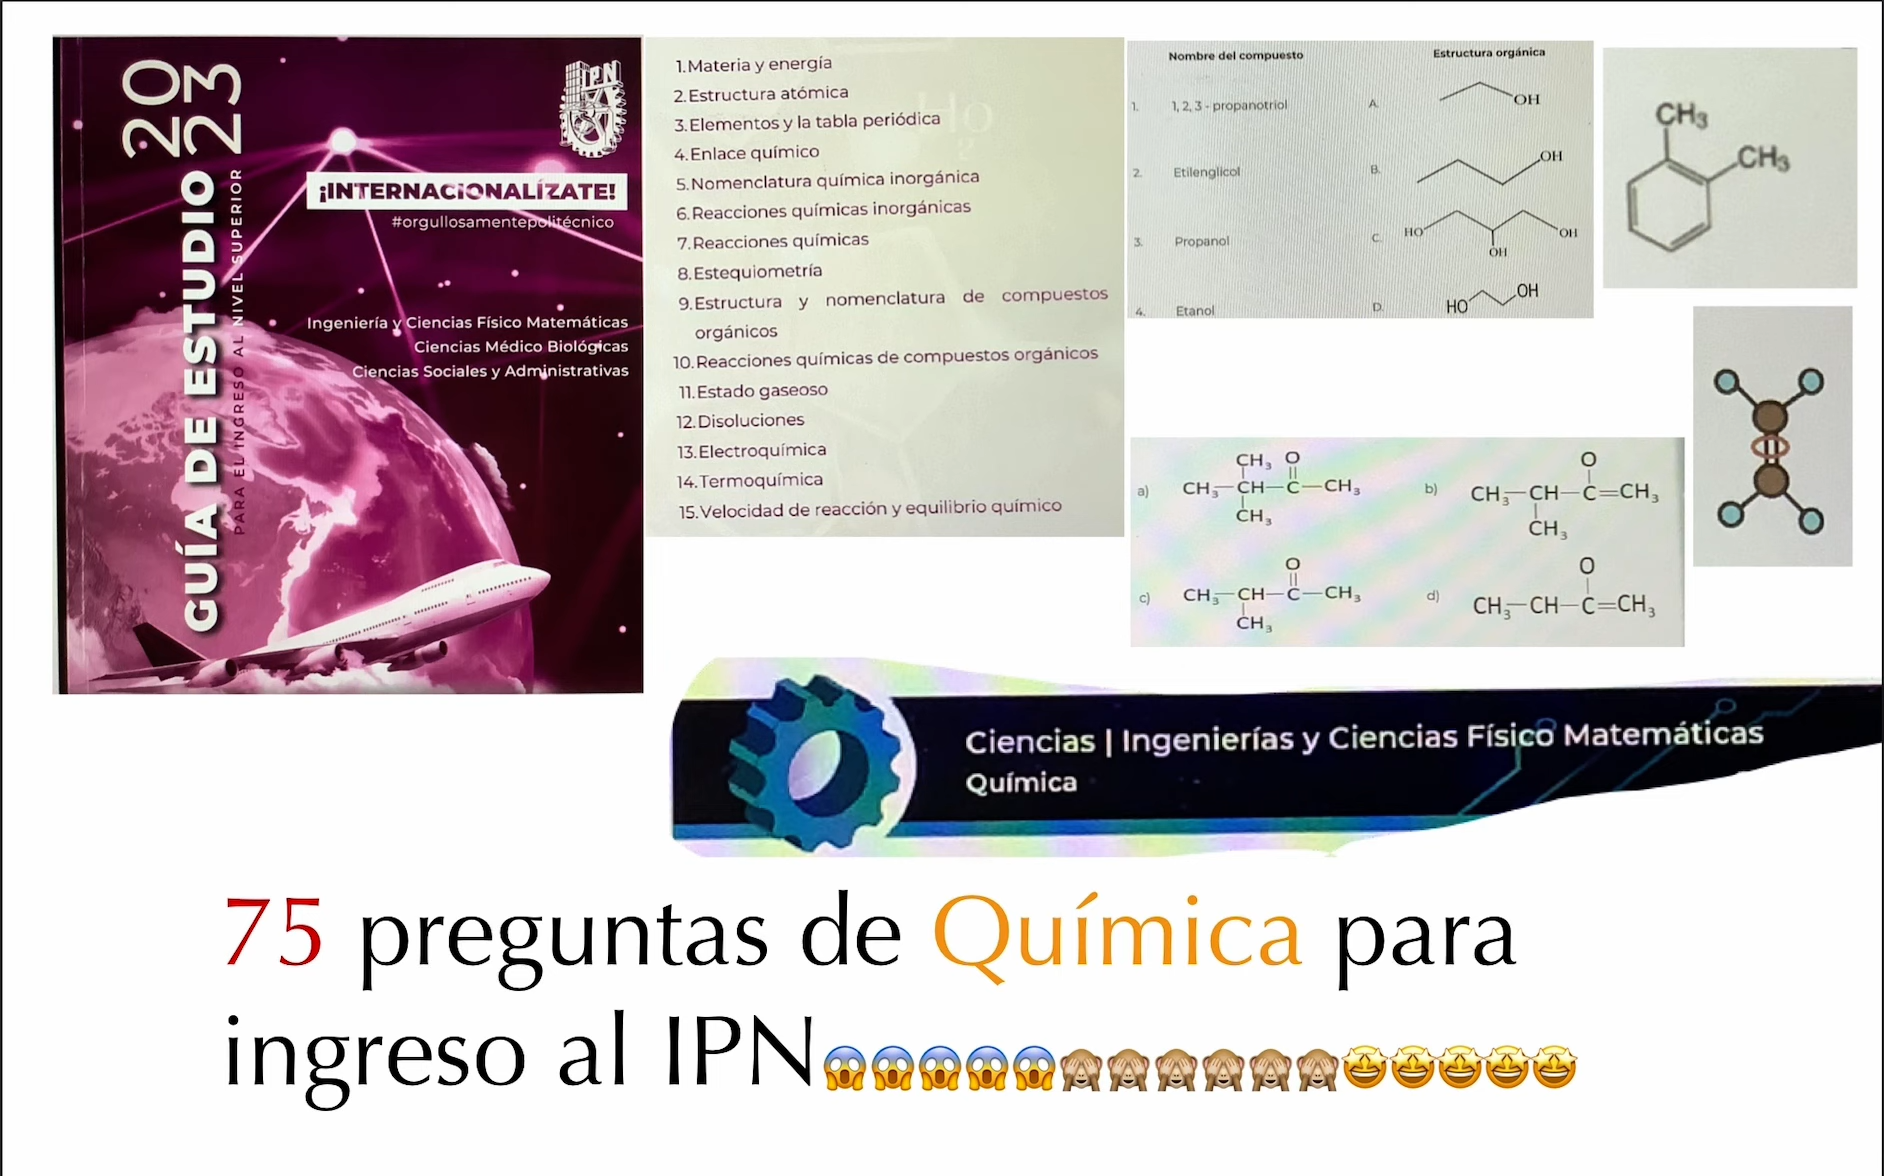 GUÍA DE ESTUDIO 2023
PARA EL INGRESO AL NIVEL SUPERIOR
IPN
¡INTERNACIONALÍZATE!
#orgullosamentepolitécnico
Ingeniería y Ciencias Físico Matemáticas
Ciencias Médico Biológicas
Ciencias Sociales y Administrativas
1.Materia y energía
2.Estructura atómica
3.Elementos y la tabla periódica
4.Enlace químico
5.Nomenclatura química inorgánica
6.Reacciones químicas inorgánicas
7.Reacciones químicas
8.Estequiometría
9.Estructura y nomenclatura de compuestos
orgánicos
10.Reacciones químicas de compuestos orgánicos
11.Estado gaseoso
12.Disoluciones
13.Electroquímica
14.Termoquímica
15.Velocidad de reacción y equilibrio químico
Nombre del compuesto Estructura orgánica
1. 1, 2, 3 - propanotriol A. OH
2. Etilenglicol B. OH
3. Propanol C. HO OH OH
4. Etanol D. HO OH
CH3
CH3
CH3 O
a) CH3-CH-C-CH3
CH3
O
b) CH3-CH-C=CH3
CH3
O
c) CH3-CH-C-CH3
CH3
O
d) CH3-CH-C=CH3
Ciencias | Ingenierías y Ciencias Físico Matemáticas
Química
75 preguntas de Química para
ingreso al IPN😱😱😱😱😱🙈🙈🙈🙈🙈🙈🤩🤩🤩🤩🤩